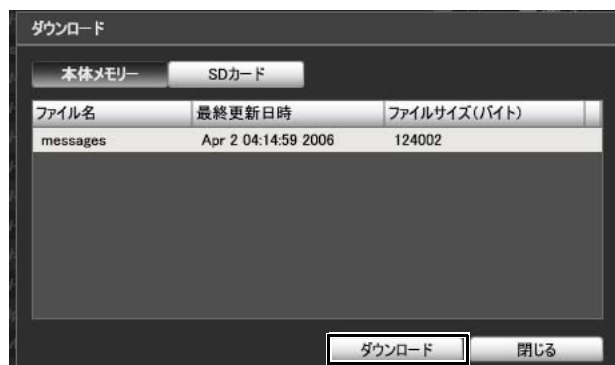 ダウンロード
本体メモリー SDカード
ファイル名 最終更新日時 ファイルサイズ(バイト)
messages Apr 2 04:14:59 2006 124002
ダウンロード 閉じる